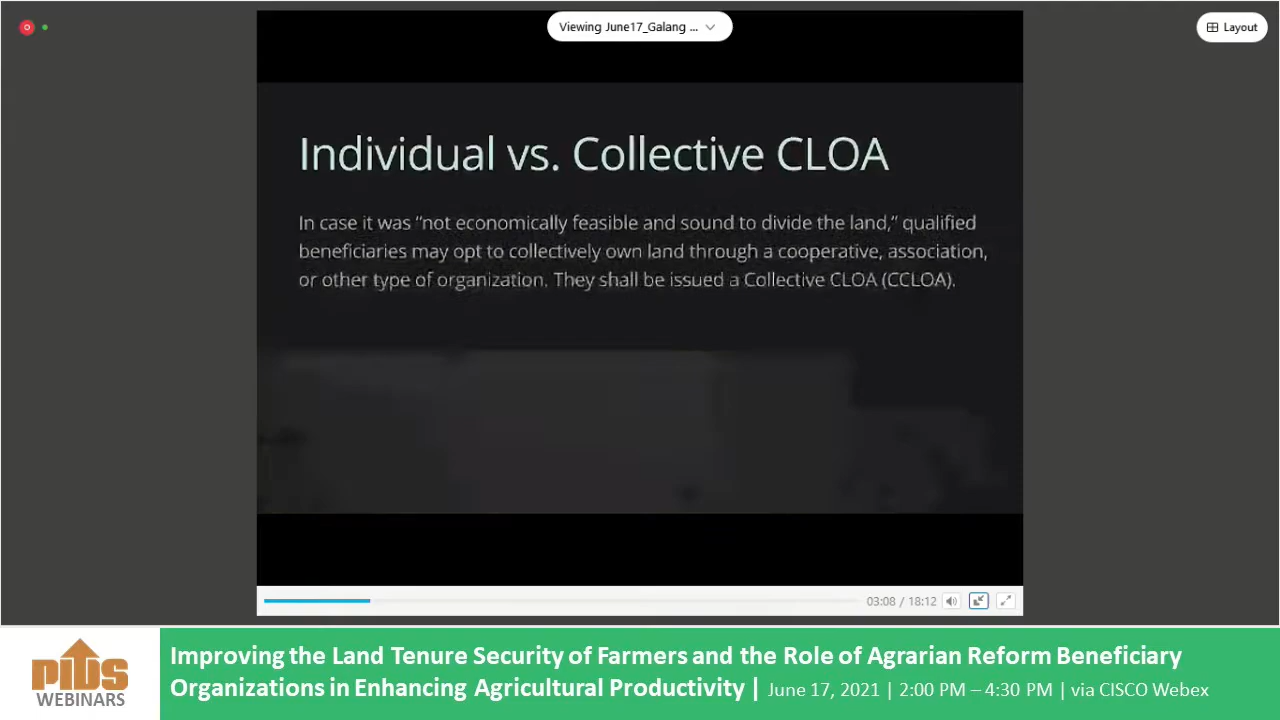 Viewing June17_Galang ...
Layout
Individual vs. Collective CLOA
In case it was “not economically feasible and sound to divide the land,” qualified
beneficiaries may opt to collectively own land through a cooperative, association,
or other type of organization. They shall be issued a Collective CLOA (CCLOA).
03:08 / 18:12
PIDS
WEBINARS
Improving the Land Tenure Security of Farmers and the Role of Agrarian Reform Beneficiary
Organizations in Enhancing Agricultural Productivity | June 17, 2021 | 2:00 PM – 4:30 PM | via CISCO Webex